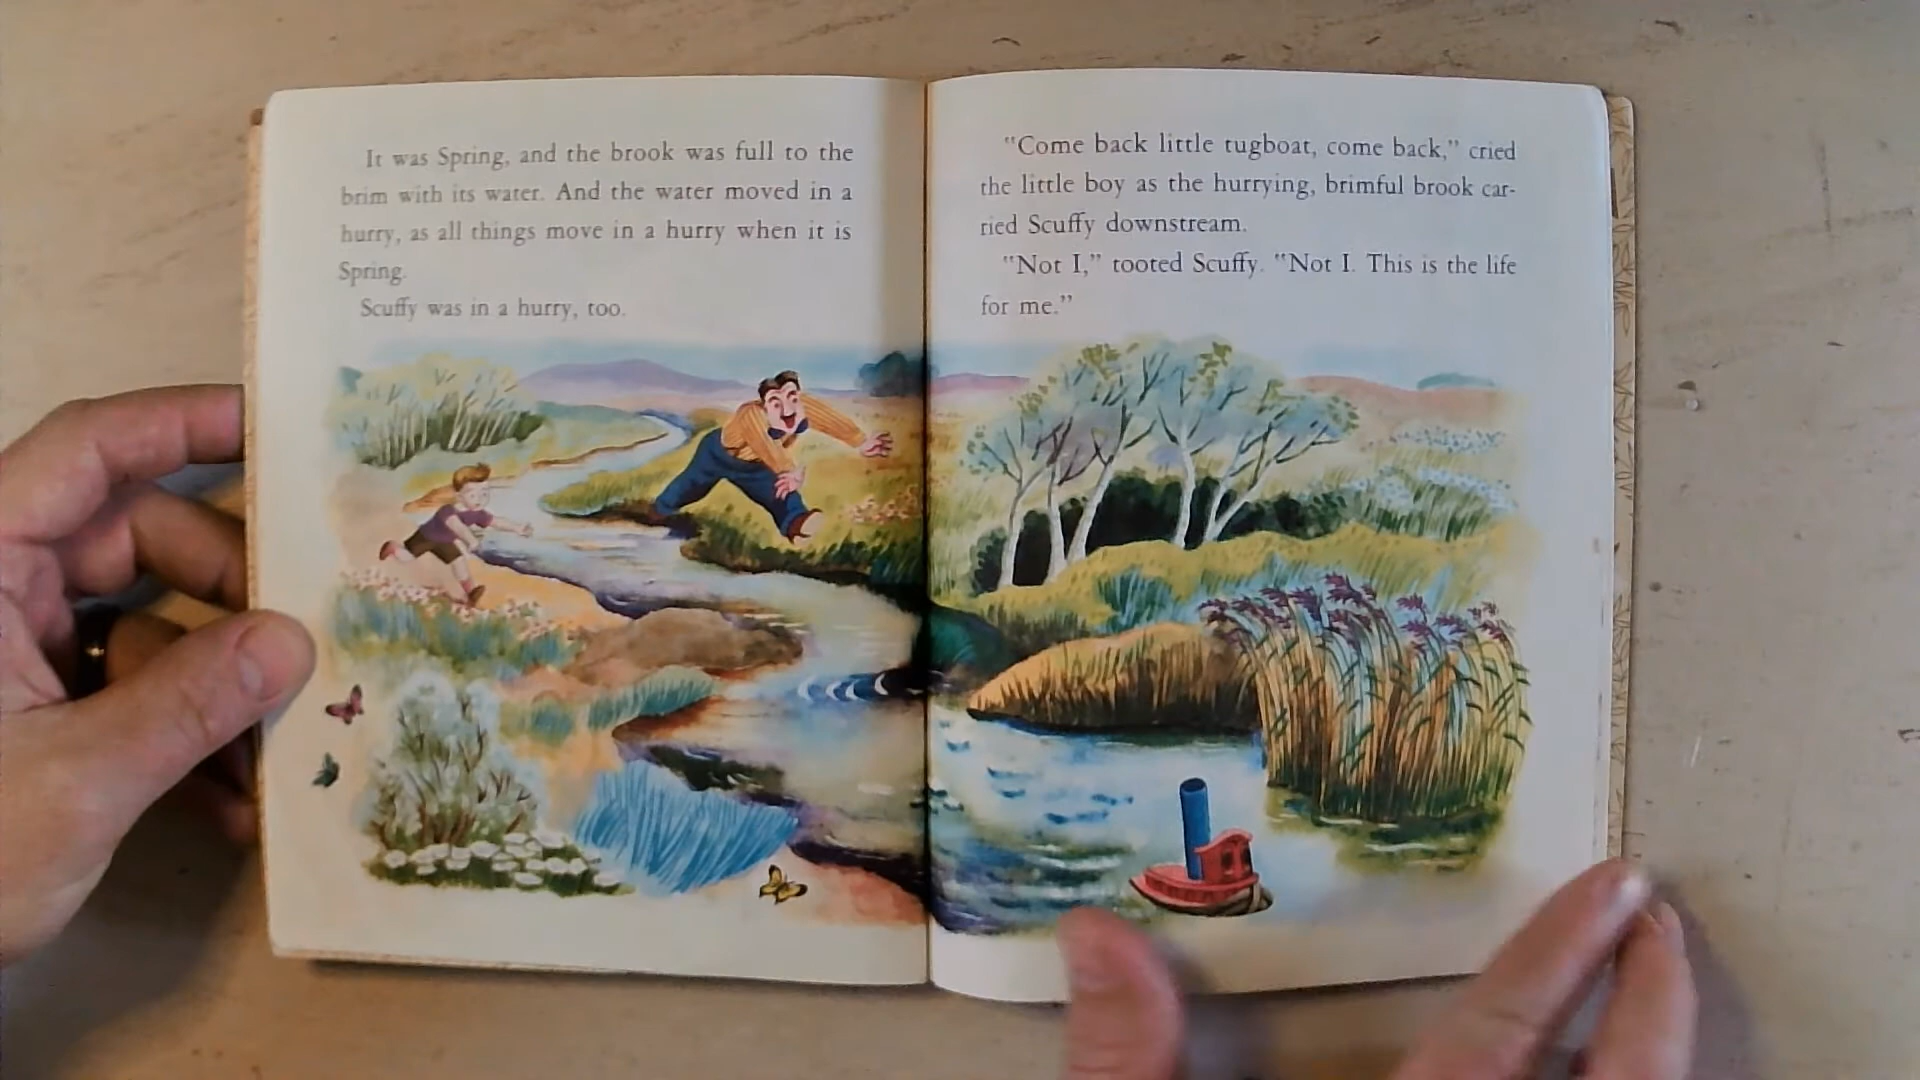 It was Spring, and the brook was full to the
brim with its water. And the water moved in a
hurry, as all things move in a hurry when it is
Spring.
Scuffy was in a hurry, too.
“Come back little tugboat, come back,” cried
the little boy as the hurrying, brimful brook car-
ried Scuffy downstream.
“Not I,” tooted Scuffy. “Not I. This is the life
for me.”